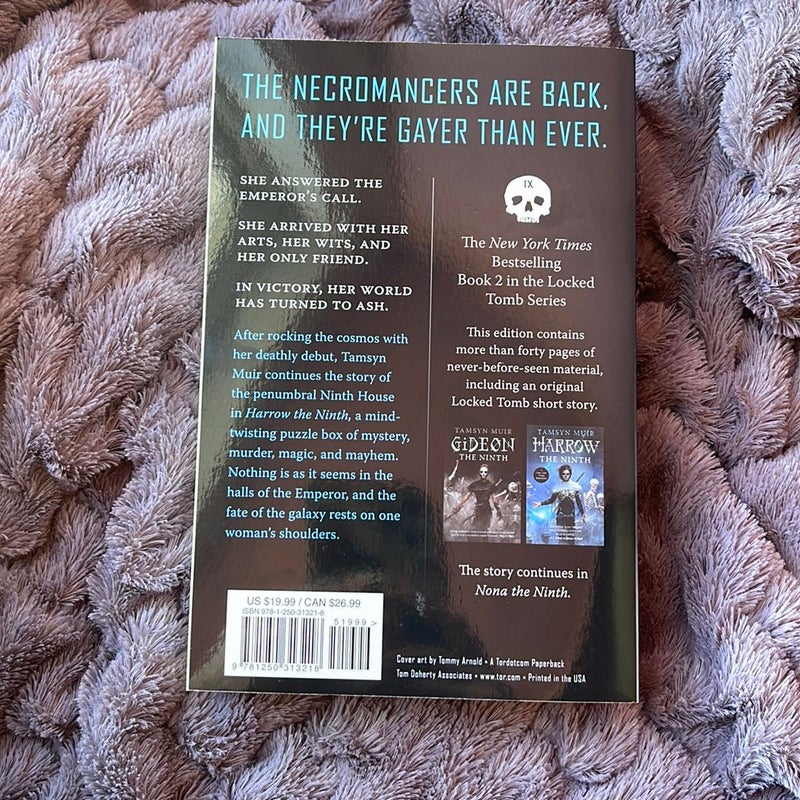 THE NECROMANCERS ARE BACK,
AND THEY'RE GAYER THAN EVER.
SHE ANSWERED THE
EMPEROR'S CALL.
SHE ARRIVED WITH HER
ARTS, HER WITS, AND
HER ONLY FRIEND.
IN VICTORY, HER WORLD
HAS TURNED TO ASH.
After rocking the cosmos with
her deathly debut, Tamsyn
Muir continues the story of
the penumbral Ninth House
in Harrow the Ninth, a mind-
twisting puzzle box of mystery,
murder, magic, and mayhem.
Nothing is as it seems in the
halls of the Emperor, and the
fate of the galaxy rests on one
woman's shoulders.
IX
The New York Times
Bestselling
Book 2 in the Locked
Tomb Series
This edition contains
more than forty pages of
never-before-seen material,
including an original
Locked Tomb short story.
TAMSYN MUIR
GIDEON
THE NINTH
TAMSYN MUIR
HARROW
THE NINTH
The story continues in
Nona the Ninth.
US $19.99 / CAN $26.99
ISBN 978-1-250-31321-8
51999 >
9 781250 313218
Cover art by Tommy Arnold • A Tordotcom Paperback
Tom Doherty Associates • www.tor.com • Printed in the USA